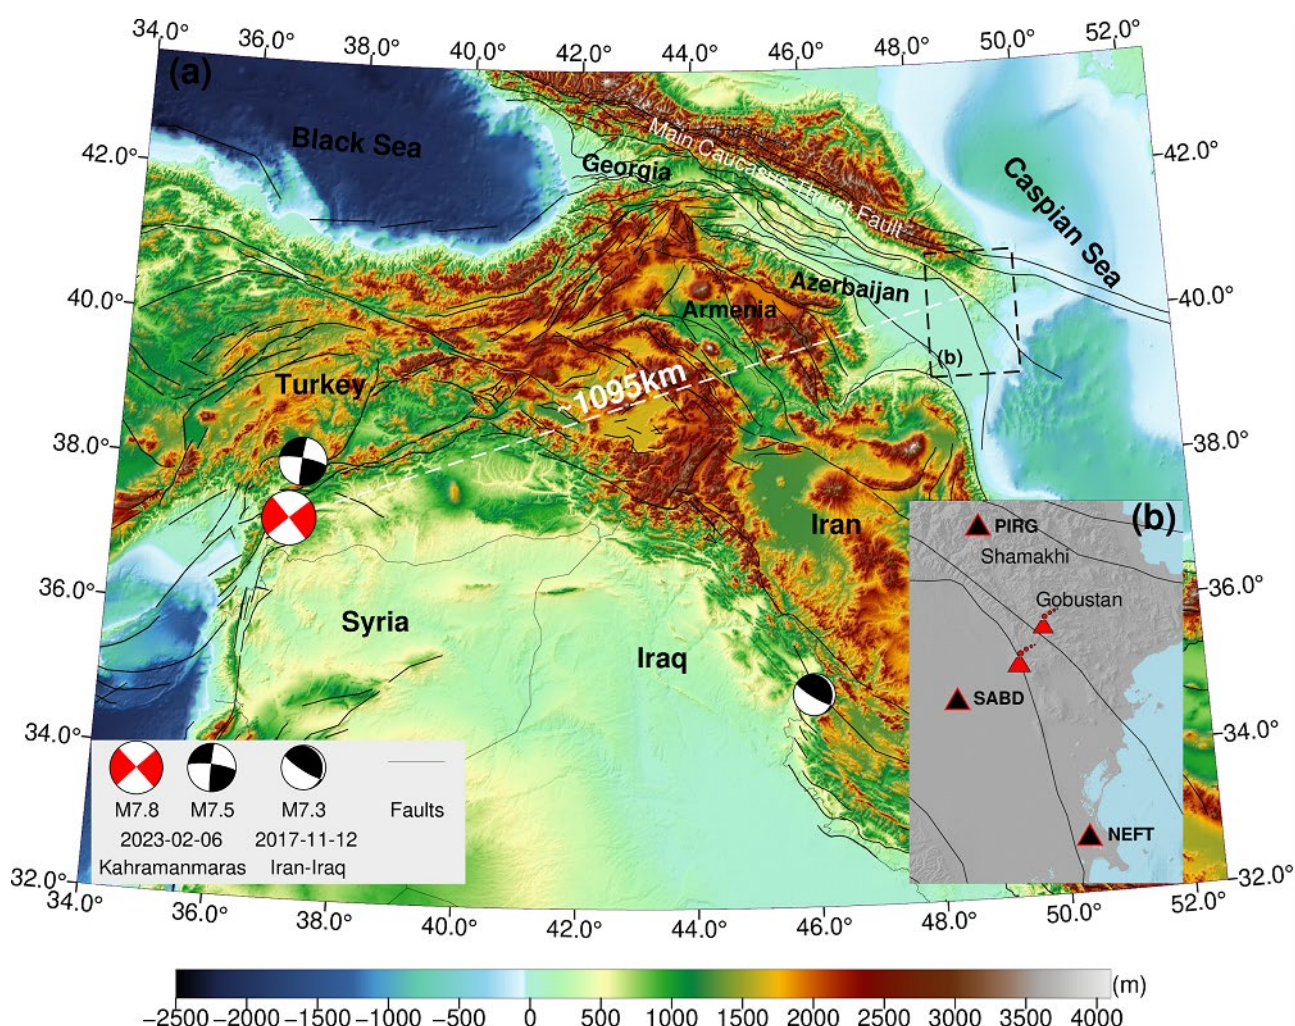 34.0° 36.0° 38.0° 40.0° 42.0° 44.0° 46.0° 48.0° 50.0° 52.0°
(a)
Black Sea
Georgia
Main Caucasus Thrust Fault
Caspian Sea
42.0°
42.0°
Azerbaijan
Armenia
40.0°
40.0°
(b)
~1095km
Turkey
38.0°
38.0°
Iran
(b)
PIRG
Shamakhi
Gobustan
36.0°
36.0°
Syria
Iraq
SABD
34.0°
34.0°
NEFT
M7.8 M7.5 M7.3 Faults
2023-02-06 2017-11-12
Kahramanmaras Iran-Iraq
32.0°
32.0°
34.0° 36.0° 38.0° 40.0° 42.0° 44.0° 46.0° 48.0° 50.0° 52.0°
(m)
−2500 −2000 −1500 −1000 −500 0 500 1000 1500 2000 2500 3000 3500 4000